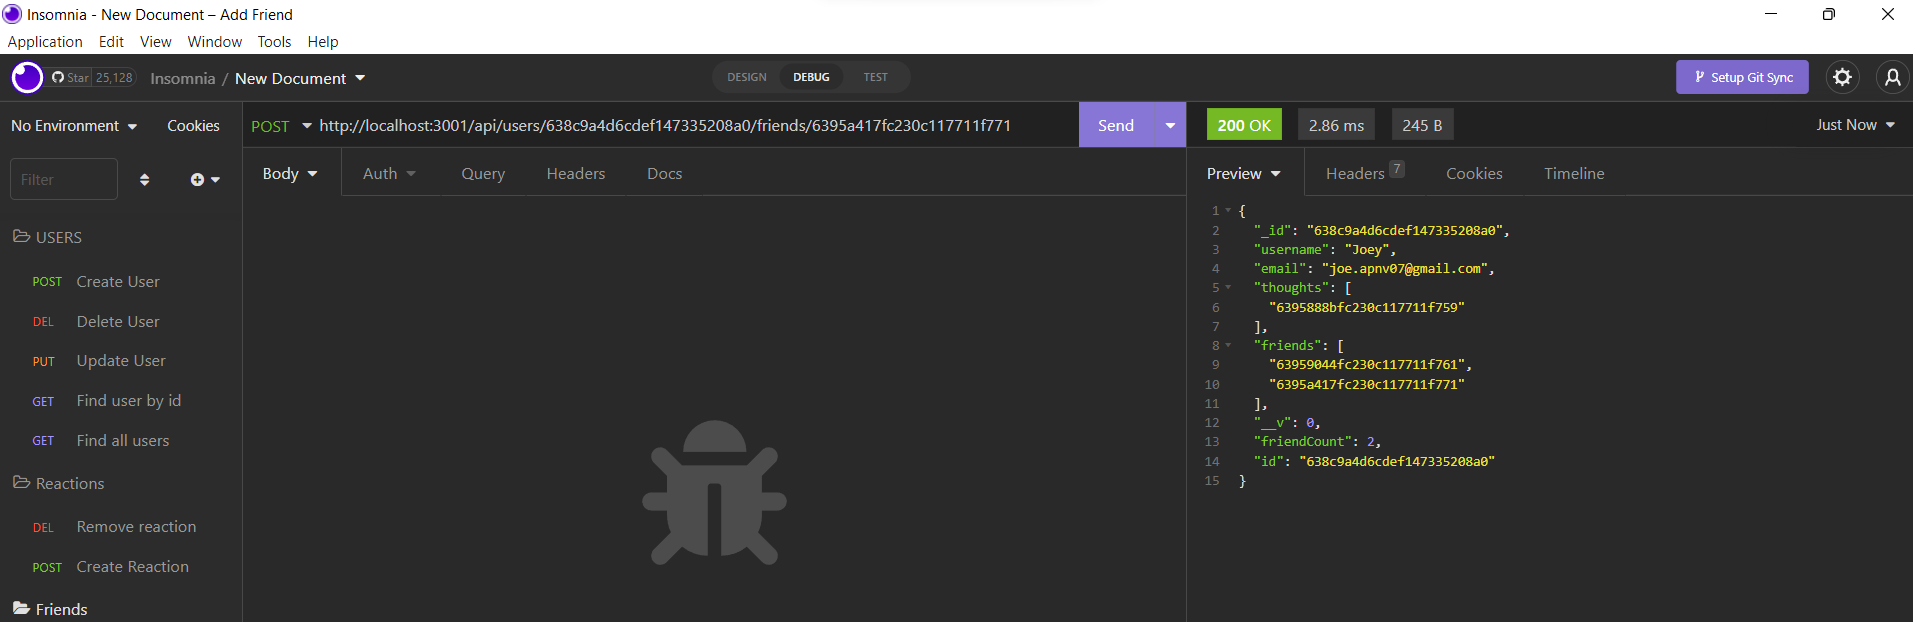 Insomnia - New Document – Add Friend
Application Edit View Window Tools Help
Star 25,128 Insomnia / New Document DESIGN DEBUG TEST Setup Git Sync
No Environment Cookies POST http://localhost:3001/api/users/638c9a4d6cdef147335208a0/friends/6395a417fc230c117711f771 Send 200 OK 2.86 ms 245 B Just Now
Filter
Body Auth Query Headers Docs
Preview Headers 7 Cookies Timeline
USERS
POST Create User
DEL Delete User
PUT Update User
GET Find user by id
GET Find all users
Reactions
DEL Remove reaction
POST Create Reaction
Friends
1 {
2 "_id": "638c9a4d6cdef147335208a0",
3 "username": "Joey",
4 "email": "joe.apnv07@gmail.com",
5 "thoughts": [
6 "6395888bfc230c117711f759"
7 ],
8 "friends": [
9 "63959044fc230c117711f761",
10 "6395a417fc230c117711f771"
11 ],
12 "__v": 0,
13 "friendCount": 2,
14 "id": "638c9a4d6cdef147335208a0"
15 }